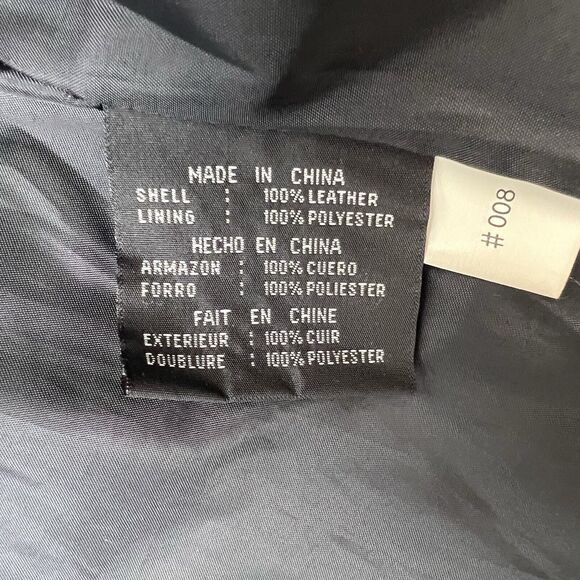 MADE IN CHINA
SHELL : 100% LEATHER
LINING : 100% POLYESTER
HECHO EN CHINA
ARMAZON : 100% CUERO
FORRO : 100% POLIESTER
FAIT EN CHINE
EXTERIEUR : 100% CUIR
DOUBLURE : 100% POLYESTER
# 008